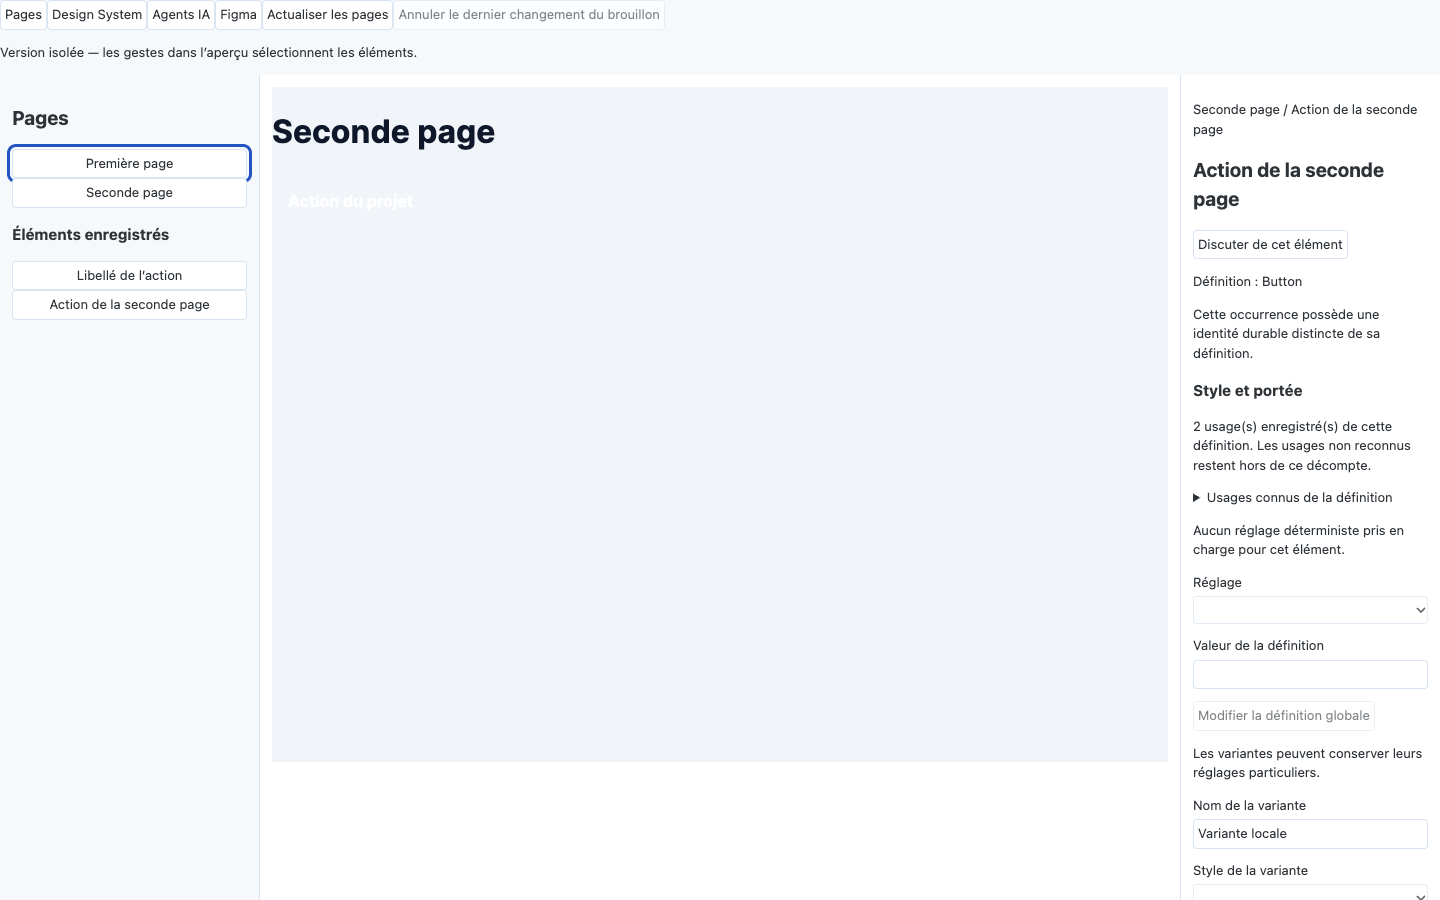 Pages
Design System
Agents IA
Figma
Actualiser les pages
Annuler le dernier changement du brouillon
Version isolée — les gestes dans l’aperçu sélectionnent les éléments.
Pages
Première page
Seconde page
Éléments enregistrés
Libellé de l’action
Action de la seconde page
Seconde page
Action du projet
Seconde page / Action de la seconde
page
Action de la seconde
page
Discuter de cet élément
Définition : Button
Cette occurrence possède une
identité durable distincte de sa
définition.
Style et portée
2 usage(s) enregistré(s) de cette
définition. Les usages non reconnus
restent hors de ce décompte.
Usages connus de la définition
Aucun réglage déterministe pris en
charge pour cet élément.
Réglage
Valeur de la définition
Modifier la définition globale
Les variantes peuvent conserver leurs
réglages particuliers.
Nom de la variante
Variante locale
Style de la variante